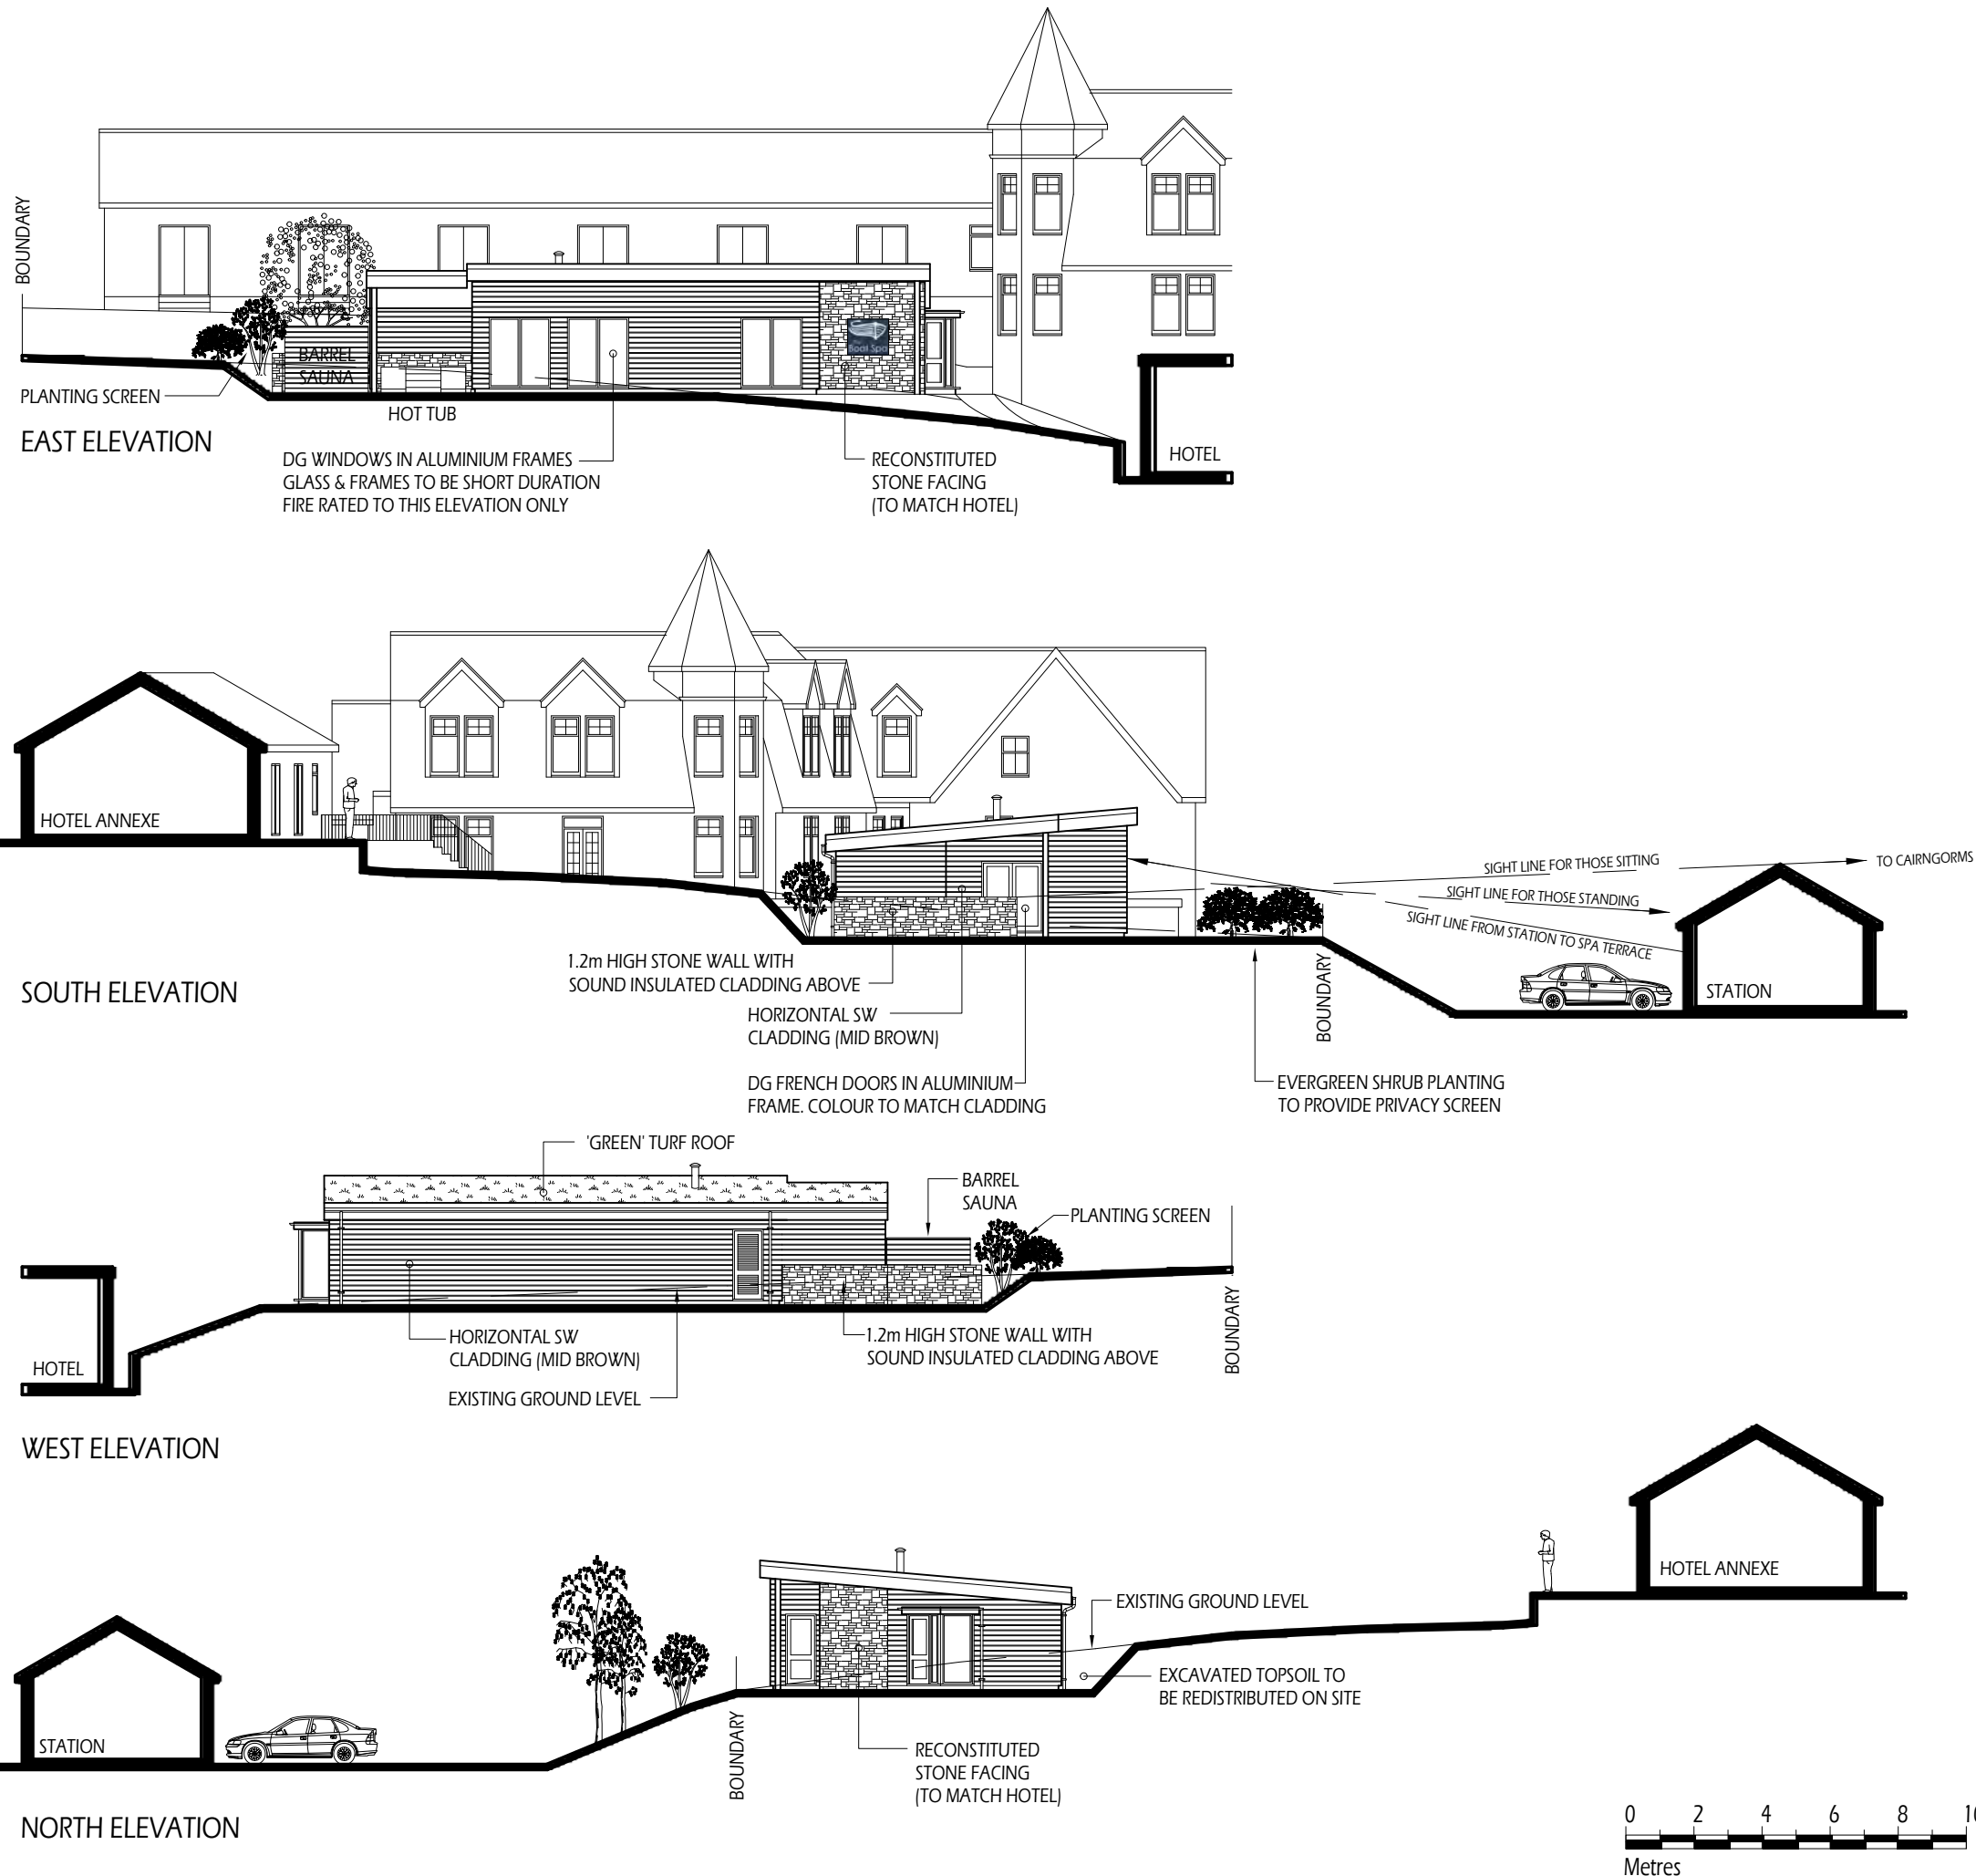 BOUNDARY
BARREL
SAUNA
Boat Spa
PLANTING SCREEN
HOT TUB
EAST ELEVATION
DG WINDOWS IN ALUMINIUM FRAMES
GLASS & FRAMES TO BE SHORT DURATION
FIRE RATED TO THIS ELEVATION ONLY
RECONSTITUTED
STONE FACING
(TO MATCH HOTEL)
HOTEL
HOTEL ANNEXE
SIGHT LINE FOR THOSE SITTING
TO CAIRNGORMS
SIGHT LINE FOR THOSE STANDING
SIGHT LINE FROM STATION TO SPA TERRACE
1.2m HIGH STONE WALL WITH
SOUND INSULATED CLADDING ABOVE
SOUTH ELEVATION
HORIZONTAL SW
CLADDING (MID BROWN)
BOUNDARY
STATION
DG FRENCH DOORS IN ALUMINIUM
FRAME. COLOUR TO MATCH CLADDING
EVERGREEN SHRUB PLANTING
TO PROVIDE PRIVACY SCREEN
'GREEN' TURF ROOF
BARREL
SAUNA
PLANTING SCREEN
HORIZONTAL SW
CLADDING (MID BROWN)
1.2m HIGH STONE WALL WITH
SOUND INSULATED CLADDING ABOVE
BOUNDARY
HOTEL
EXISTING GROUND LEVEL
WEST ELEVATION
HOTEL ANNEXE
EXISTING GROUND LEVEL
EXCAVATED TOPSOIL TO
BE REDISTRIBUTED ON SITE
STATION
BOUNDARY
RECONSTITUTED
STONE FACING
(TO MATCH HOTEL)
NORTH ELEVATION
0 2 4 6 8 10
Metres